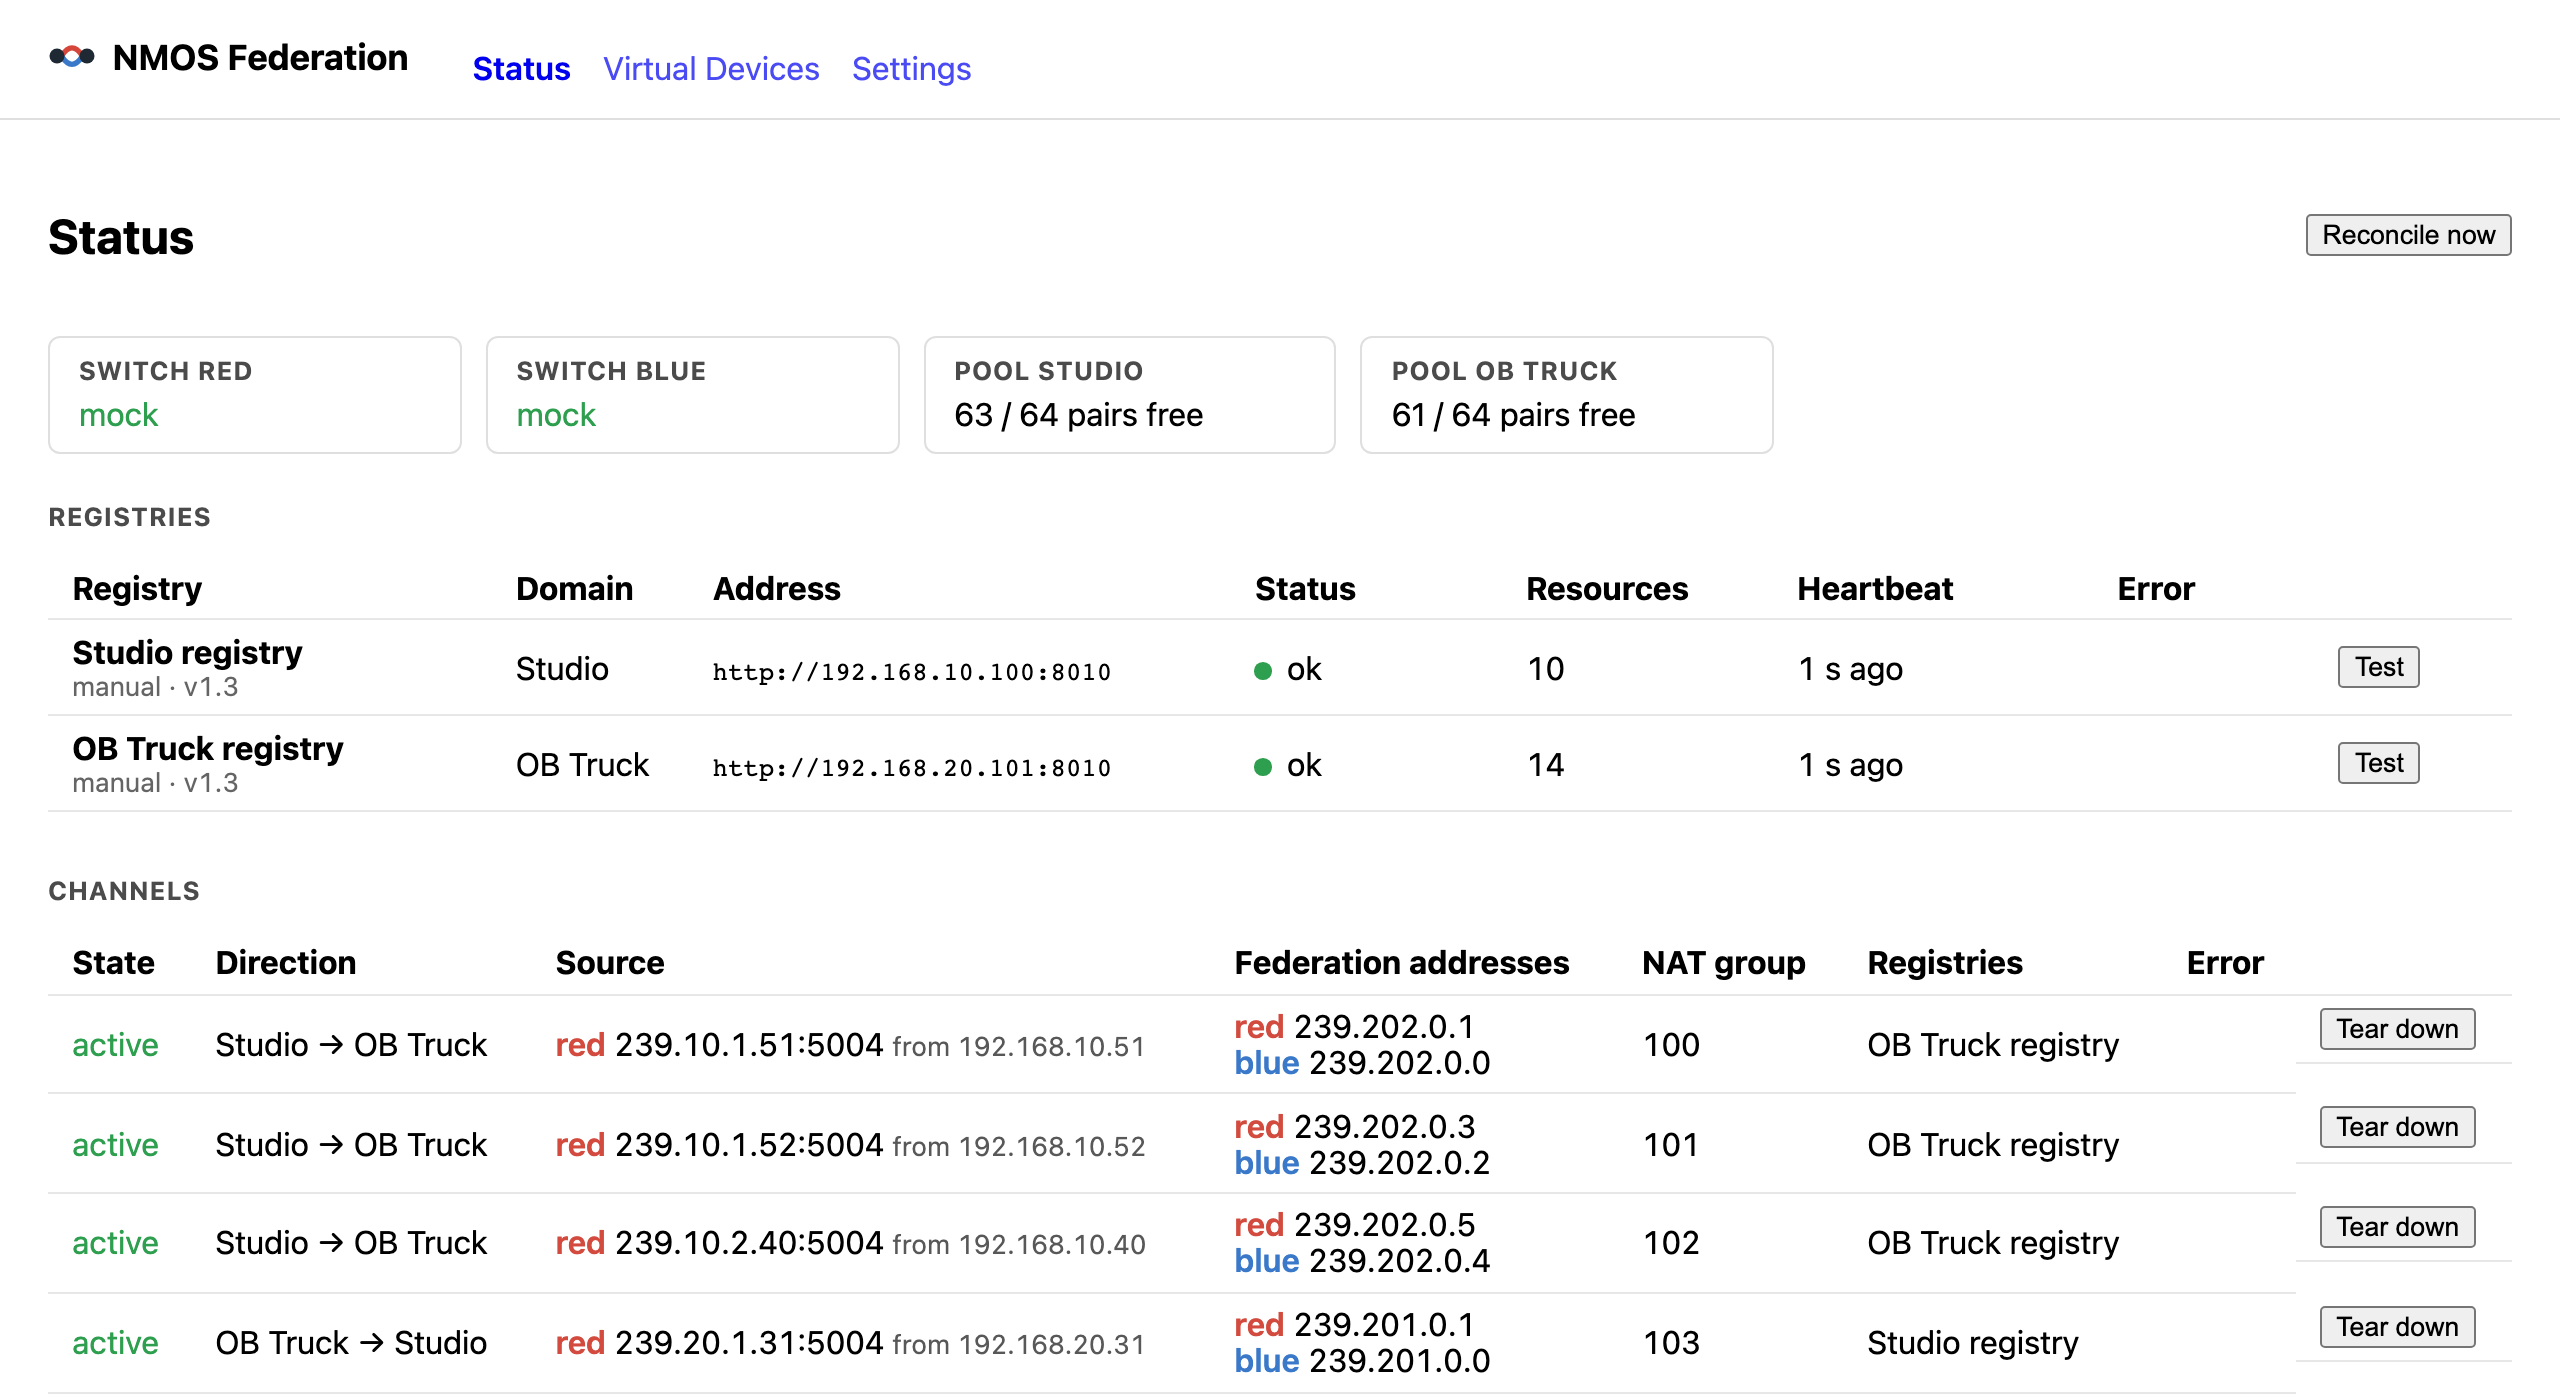 NMOS Federation Status Virtual Devices Settings
Status Reconcile now
SWITCH RED SWITCH BLUE POOL STUDIO POOL OB TRUCK
mock mock 63 / 64 pairs free 61 / 64 pairs free
REGISTRIES
Registry Domain Address Status Resources Heartbeat Error
Studio registry
manual · v1.3
Studio http://192.168.10.100:8010 ok 10 1 s ago Test
OB Truck registry
manual · v1.3
OB Truck http://192.168.20.101:8010 ok 14 1 s ago Test
CHANNELS
State Direction Source Federation addresses NAT group Registries Error
active Studio → OB Truck red 239.10.1.51:5004 from 192.168.10.51
red 239.202.0.1
blue 239.202.0.0
100 OB Truck registry Tear down
active Studio → OB Truck red 239.10.1.52:5004 from 192.168.10.52
red 239.202.0.3
blue 239.202.0.2
101 OB Truck registry Tear down
active Studio → OB Truck red 239.10.2.40:5004 from 192.168.10.40
red 239.202.0.5
blue 239.202.0.4
102 OB Truck registry Tear down
active OB Truck → Studio red 239.20.1.31:5004 from 192.168.20.31
red 239.201.0.1
blue 239.201.0.0
103 Studio registry Tear down